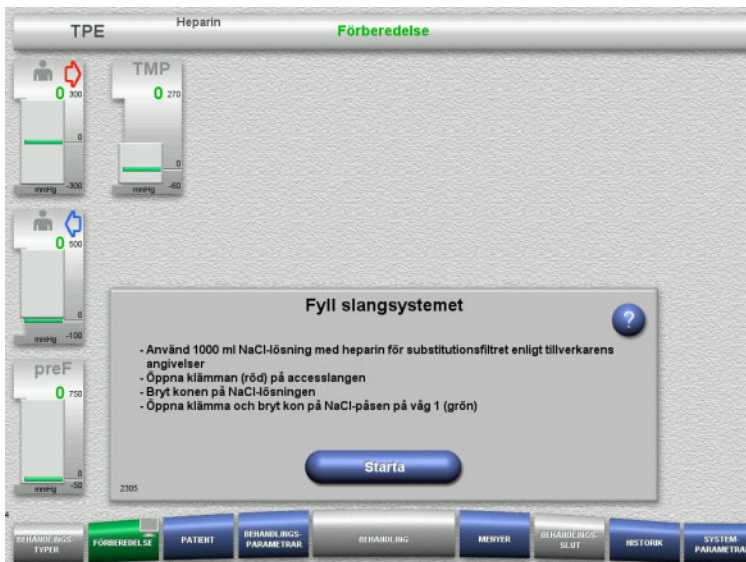 TPE
Heparin
Förberedelse
TMP
0 300
0
mmHg -300
0 270
0
mmHg -60
0 500
0
mmHg -100
preF
0 750
0
mmHg -50
Fyll slangsystemet
?
- Använd 1000 ml NaCl-lösning med heparin för substitutionsfiltret enligt tillverkarens
angivelser
- Öppna klämman (röd) på accesslangen
- Bryt konen på NaCl-lösningen
- Öppna klämma och bryt kon på NaCl-påsen på våg 1 (grön)
Starta
2305
4
BEHANDLINGS-
TYPER
FÖRBEREDELSE
PATIENT
BEHANDLINGS-
PARAMETRAR
BEHANDLING
MENYER
BEHANDLINGS-
SLUT
HISTORIK
SYSTEM-
PARAMETRAR